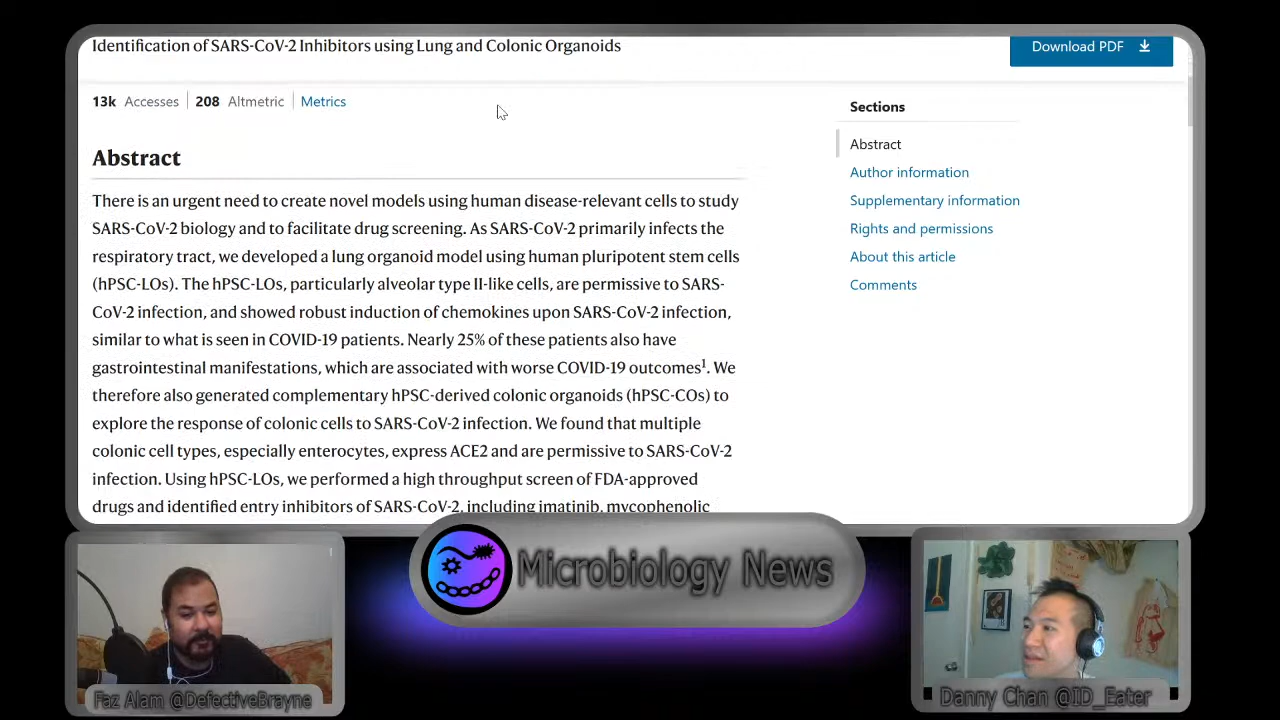 Identification of SARS-CoV-2 Inhibitors using Lung and Colonic Organoids
Download PDF
13k Accesses 208 Altmetric Metrics
Abstract
There is an urgent need to create novel models using human disease-relevant cells to study
SARS-CoV-2 biology and to facilitate drug screening. As SARS-CoV-2 primarily infects the
respiratory tract, we developed a lung organoid model using human pluripotent stem cells
(hPSC-LOs). The hPSC-LOs, particularly alveolar type II-like cells, are permissive to SARS-
CoV-2 infection, and showed robust induction of chemokines upon SARS-CoV-2 infection,
similar to what is seen in COVID-19 patients. Nearly 25% of these patients also have
gastrointestinal manifestations, which are associated with worse COVID-19 outcomes1. We
therefore also generated complementary hPSC-derived colonic organoids (hPSC-COs) to
explore the response of colonic cells to SARS-CoV-2 infection. We found that multiple
colonic cell types, especially enterocytes, express ACE2 and are permissive to SARS-CoV-2
infection. Using hPSC-LOs, we performed a high throughput screen of FDA-approved
drugs and identified entry inhibitors of SARS-CoV-2, including imatinib, mycophenolic
Sections
Abstract
Author information
Supplementary information
Rights and permissions
About this article
Comments
Microbiology News
Faz Alam @DefectiveBrayne
Danny Chan @ID_Eater